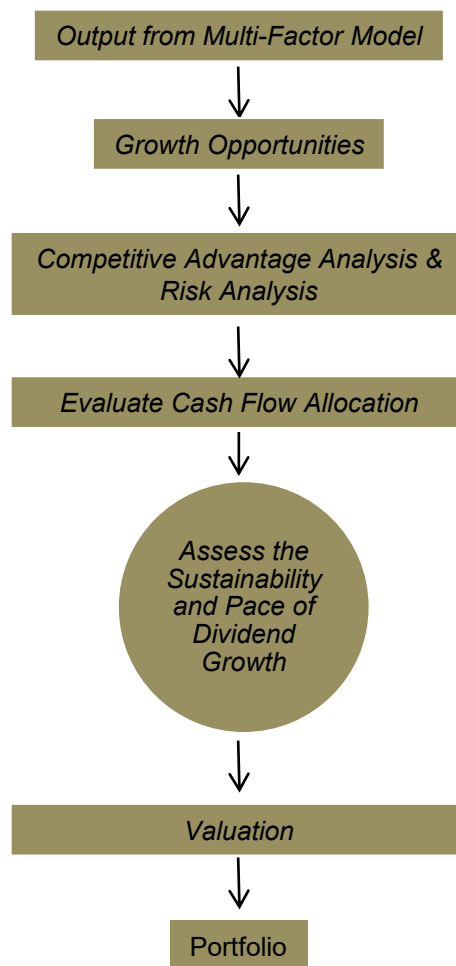 Output from Multi-Factor Model
Growth Opportunities
Competitive Advantage Analysis &
Risk Analysis
Evaluate Cash Flow Allocation
Assess the
Sustainability
and Pace of
Dividend
Growth
Valuation
Portfolio